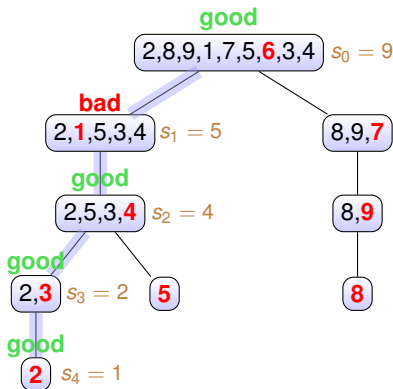 good
2,8,9,1,7,5,6,3,4 s₀ = 9
bad
2,1,5,3,4 s₁ = 5 8,9,7
good
2,5,3,4 s₂ = 4 8,9
good
2,3 s₃ = 2 5 8
good
2 s₄ = 1